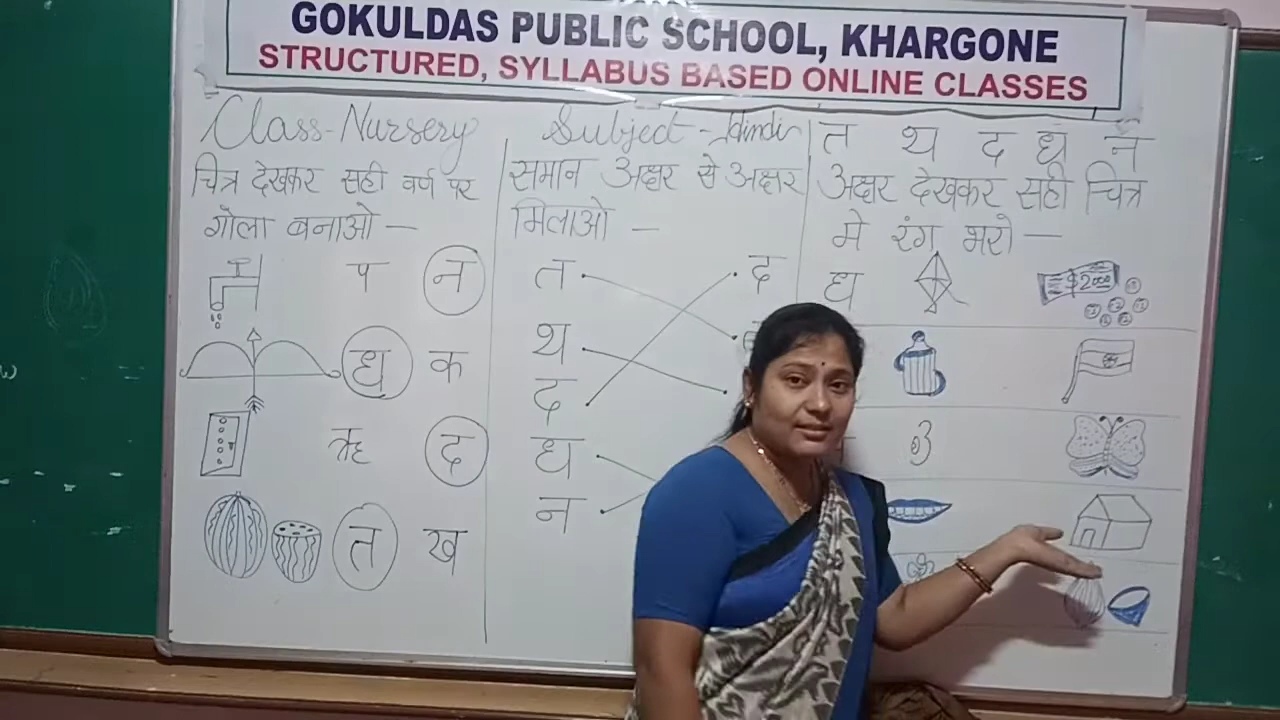 GOKULDAS PUBLIC SCHOOL, KHARGONE
STRUCTURED, SYLLABUS BASED ONLINE CLASSES
Class-Nursery
चित्र देखकर सही वर्ण पर
गोला बनाओ —
प न
ध क
ऋ द
त ख
Subject - Hindi
समान अक्षर से अक्षर
मिलाओ —
त द
थ
द
ध
न
त थ द ध न
अक्षर देखकर सही चित्र
मे रंग भरो —
ध $2000